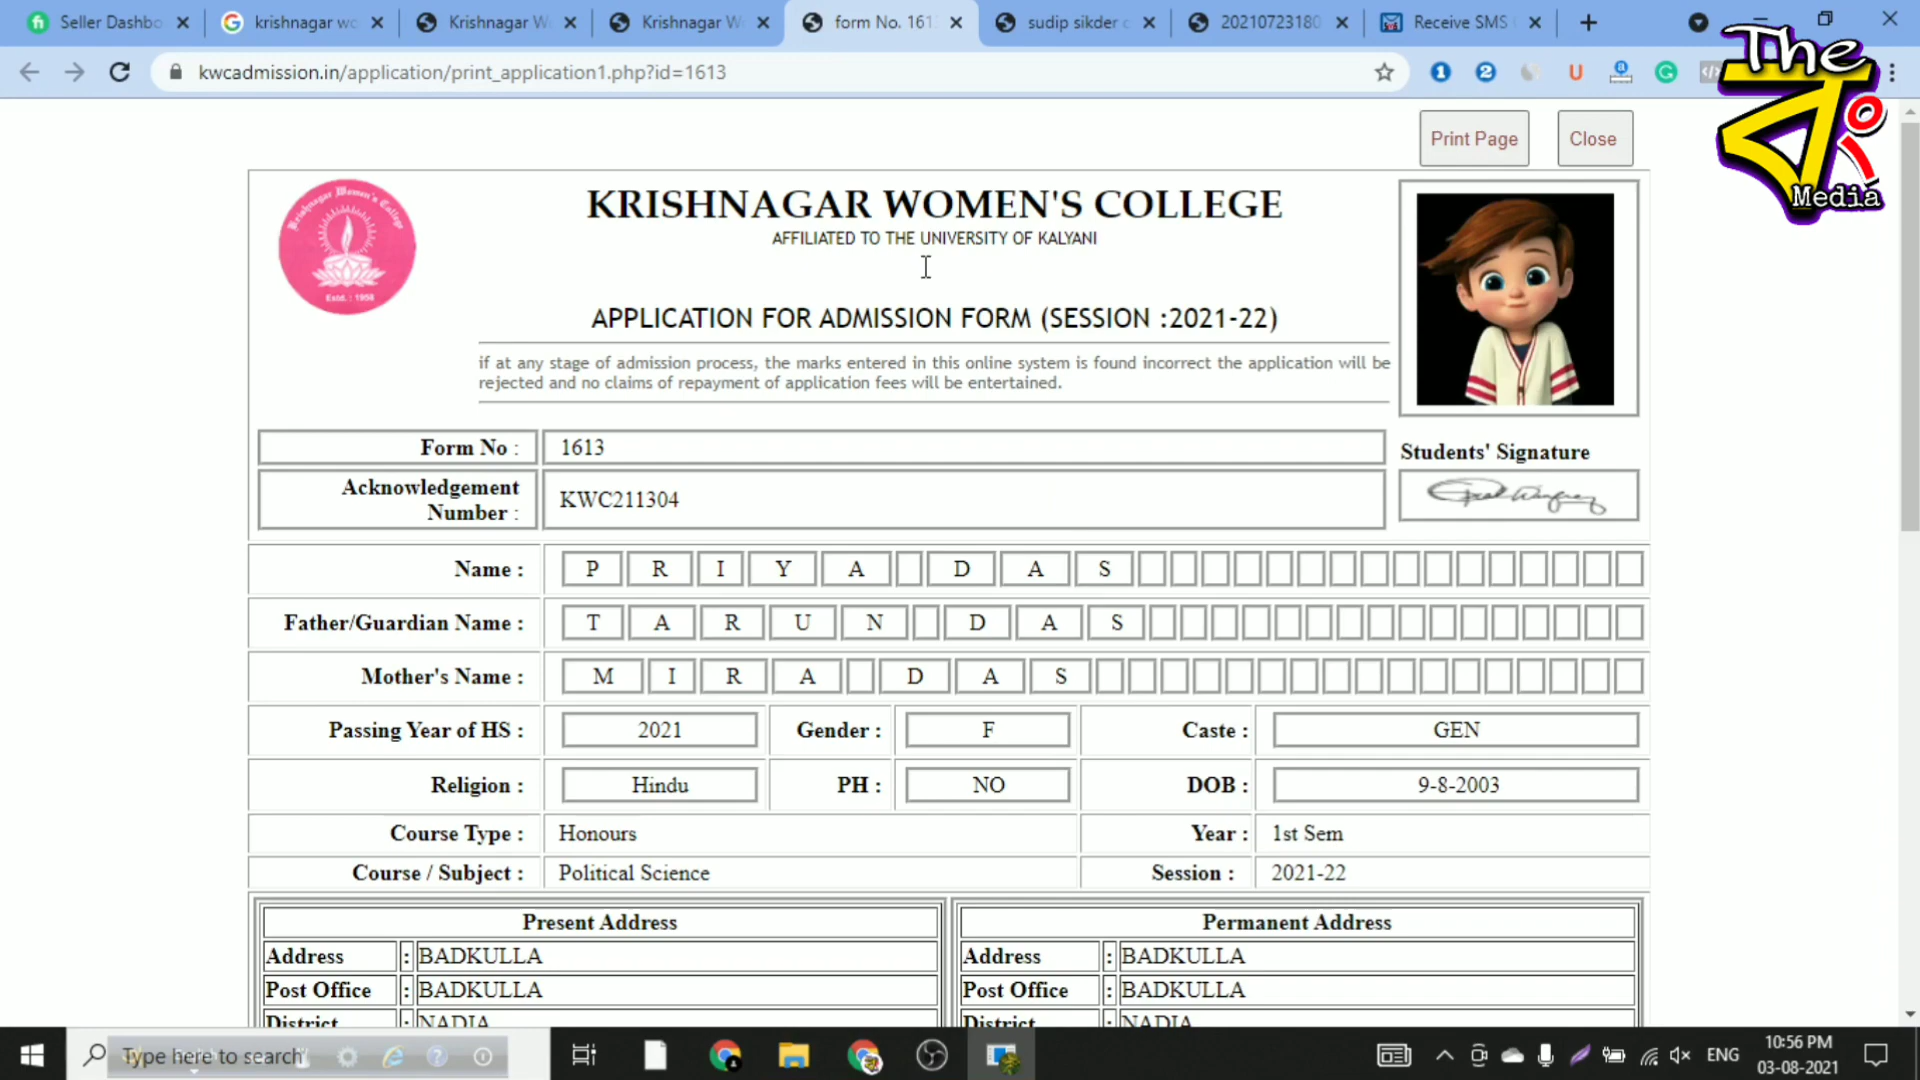 Seller Dashbo
krishnagar wo
Krishnagar W
Krishnagar W
form No. 161
sudip sikder
20210723180
Receive SMS
kwcadmission.in/application/print_application1.php?id=1613
The
Media
Print Page
Close
Krishnagar Women's College
Estd. : 1958
KRISHNAGAR WOMEN'S COLLEGE
AFFILIATED TO THE UNIVERSITY OF KALYANI
APPLICATION FOR ADMISSION FORM (SESSION :2021-22)
if at any stage of admission process, the marks entered in this online system is found incorrect the application will be
rejected and no claims of repayment of application fees will be entertained.
Form No : 1613
Students' Signature
Acknowledgement
Number : KWC211304
Name : P R I Y A D A S
Father/Guardian Name : T A R U N D A S
Mother's Name : M I R A D A S
Passing Year of HS : 2021 Gender : F Caste : GEN
Religion : Hindu PH : NO DOB : 9-8-2003
Course Type : Honours Year : 1st Sem
Course / Subject : Political Science Session : 2021-22
Present Address Permanent Address
Address : BADKULLA Address : BADKULLA
Post Office : BADKULLA Post Office : BADKULLA
District : NADIA District : NADIA
Type here to search
ENG
10:56 PM
03-08-2021